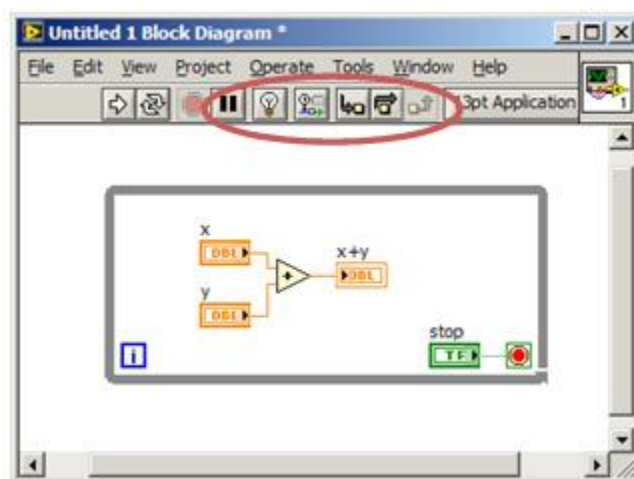 Untitled 1 Block Diagram *
File Edit View Project Operate Tools Window Help
13pt Application
1
x
DBL
x+y
DBL
y
DBL
stop
TF
i